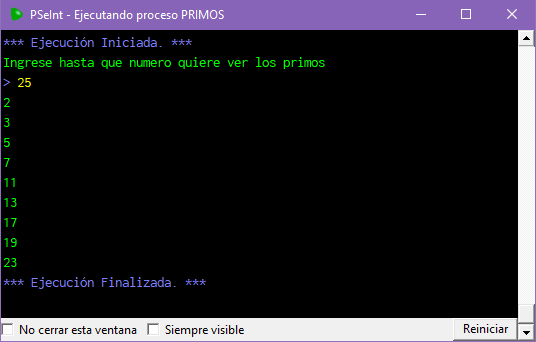 PSeInt - Ejecutando proceso PRIMOS
*** Ejecución Iniciada. ***
Ingrese hasta que numero quiere ver los primos
> 25
2
3
5
7
11
13
17
19
23
*** Ejecución Finalizada. ***
No cerrar esta ventana Siempre visible Reiniciar